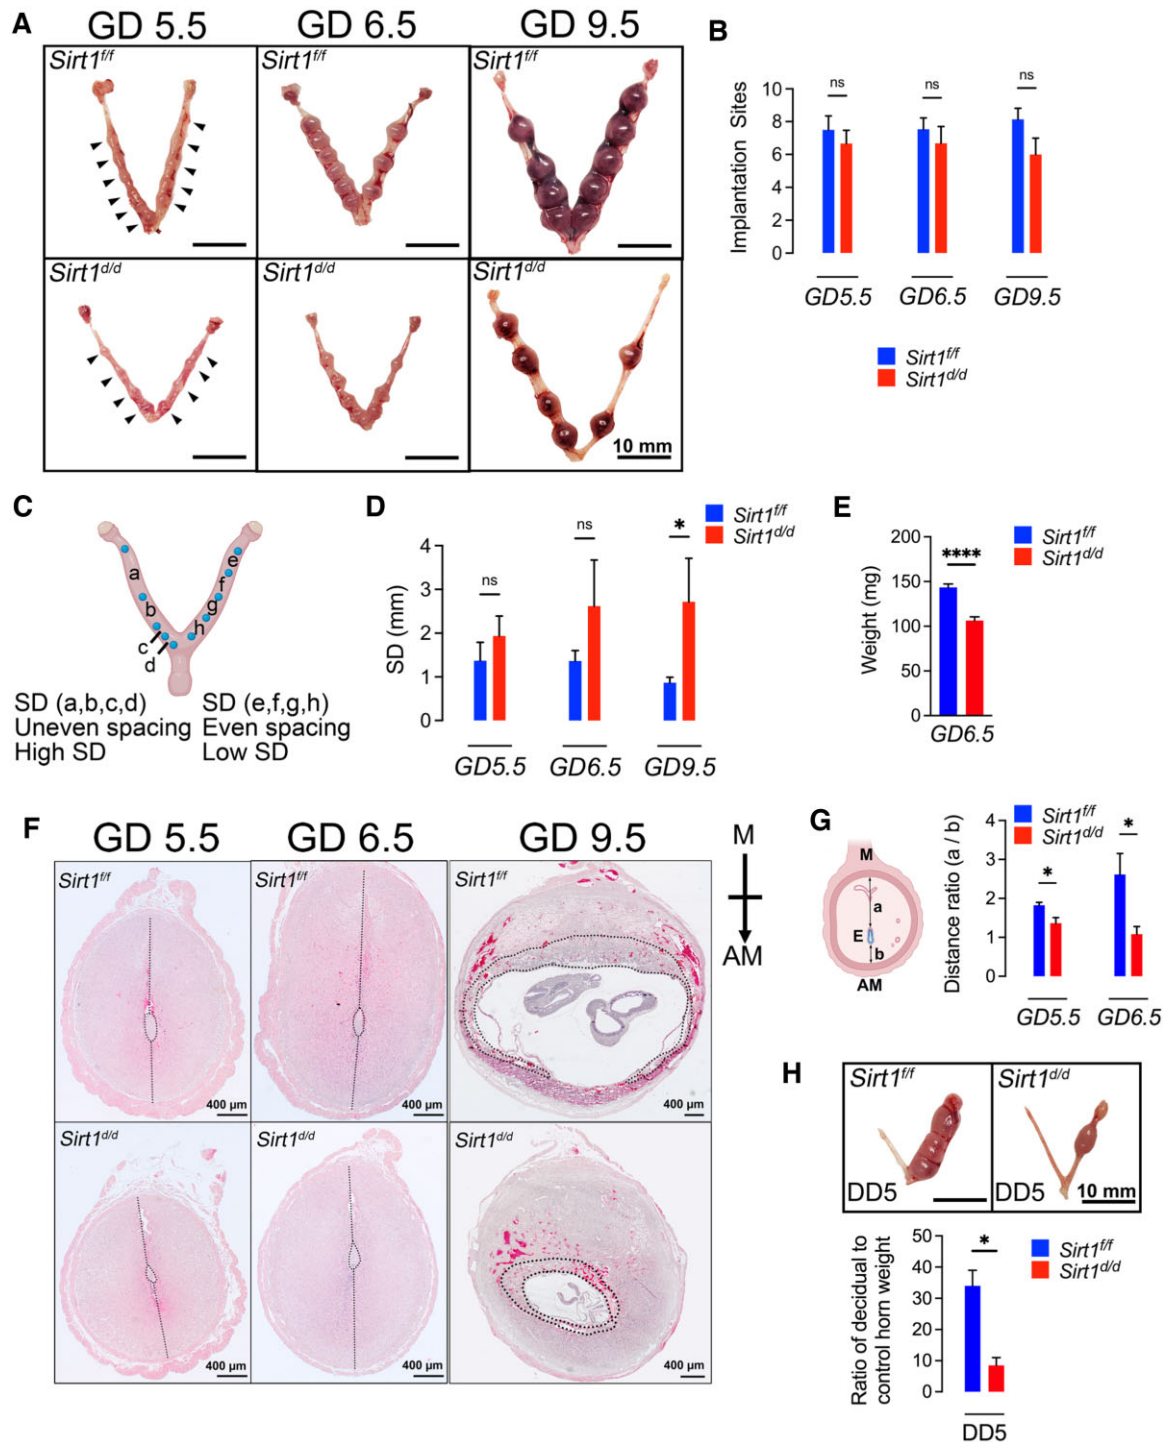 A
GD 5.5 GD 6.5 GD 9.5
Sirt1f/f Sirt1f/f Sirt1f/f
Sirt1d/d Sirt1d/d Sirt1d/d
10 mm
B
ns ns ns
Implantation Sites
10
8
6
4
2
0
GD5.5 GD6.5 GD9.5
Sirt1f/f
Sirt1d/d
C
a
b
c
d
e
f
g
h
SD (a,b,c,d)
Uneven spacing
High SD
SD (e,f,g,h)
Even spacing
Low SD
D
Sirt1f/f
Sirt1d/d
ns ns *
SD (mm)
4
3
2
1
0
GD5.5 GD6.5 GD9.5
E
Sirt1f/f
Sirt1d/d
****
Weight (mg)
200
150
100
50
0
GD6.5
F
GD 5.5 GD 6.5 GD 9.5
Sirt1f/f Sirt1f/f Sirt1f/f
400 µm 400 µm 400 µm
Sirt1d/d Sirt1d/d Sirt1d/d
400 µm 400 µm 400 µm
M
AM
G
M
a
E
b
AM
Sirt1f/f
Sirt1d/d
* *
Distance ratio (a / b)
4
3
2
1
0
GD5.5 GD6.5
H
Sirt1f/f Sirt1d/d
DD5 DD5 10 mm
Sirt1f/f
Sirt1d/d
*
Ratio of decidual to
control horn weight
50
40
30
20
10
0
DD5